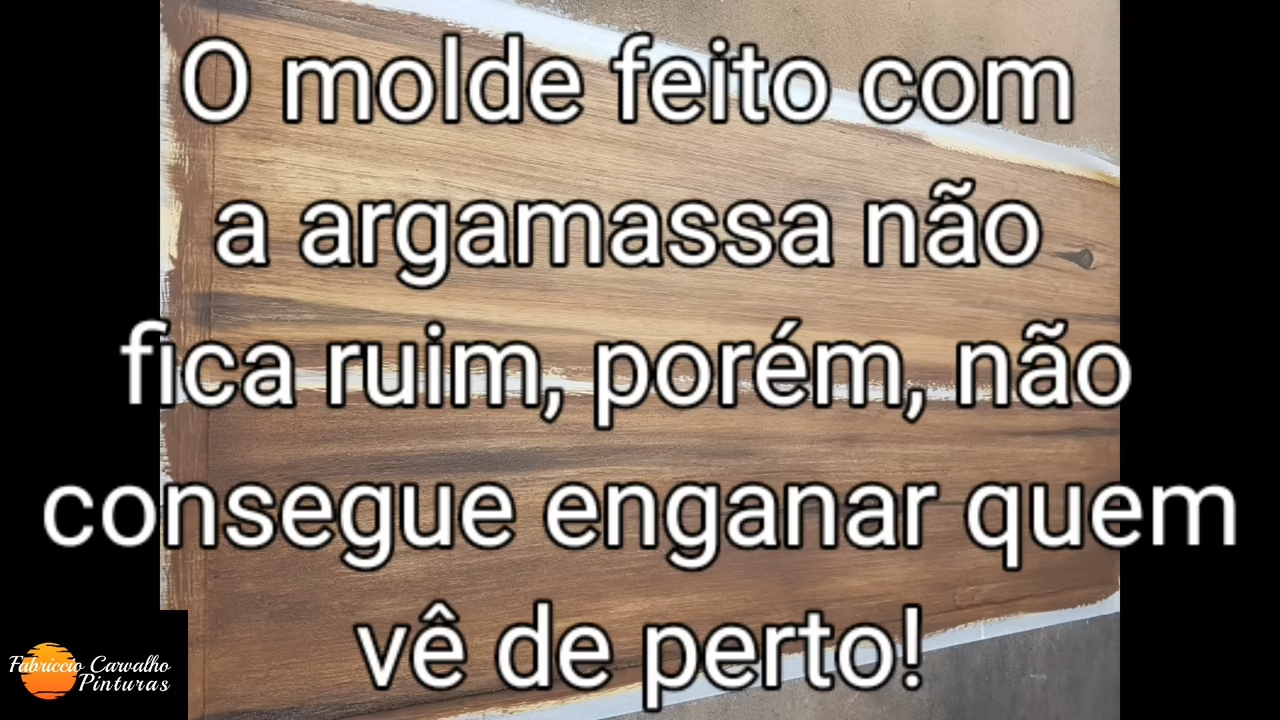 O molde feito com
a argamassa não
fica ruim, porém, não
consegue enganar quem
vê de perto!
Fabriccio Carvalho
Pinturas